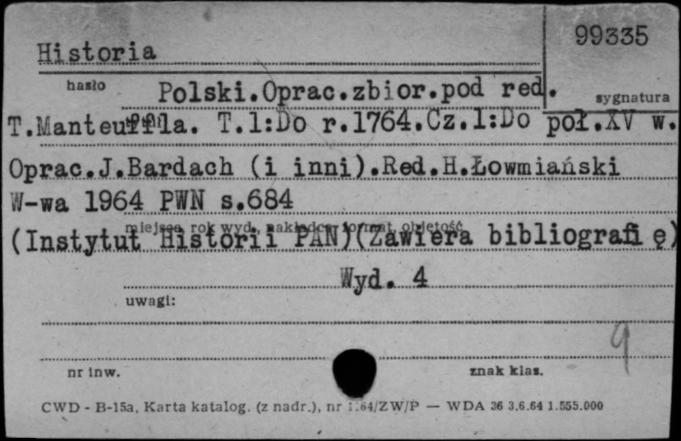 99335
Historia
hasło
Polski.Oprac.zbior.pod red.
sygnatura
T.Manteuffla. T.1:Do r.1764.Cz.1:Do poł.XV w.
Oprac.J.Bardach (i inni).Red.H.Łowmiański
W-wa 1964 PWN s.684
miejsce, rok wyd., nakładca, format, objętość
(Instytut Historii PAN)(Zawiera bibliografię)
Wyd. 4
uwagi:
9
nr inw.
znak klas.
CWD - B-15a, Karta katalog. (z nadr.), nr 1.64/ZW/P — WDA 36 3.6.64 1.555.000